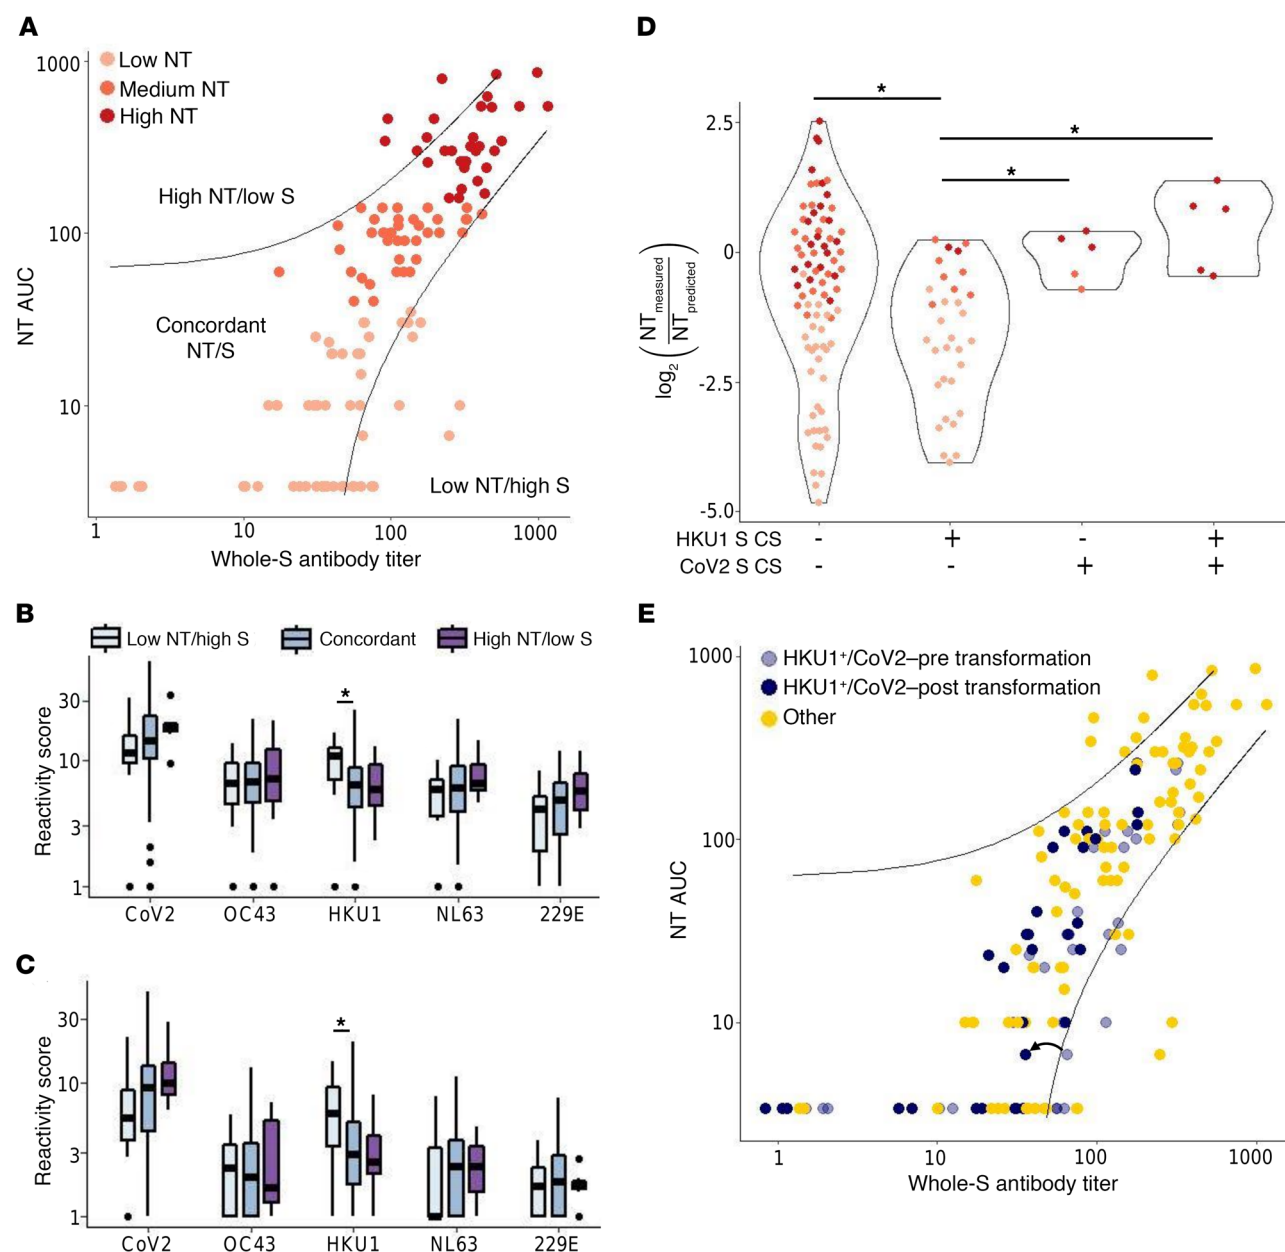 A
Low NT
Medium NT
High NT
1000
100
10
NT AUC
High NT/low S
Concordant
NT/S
Low NT/high S
1
10
100
1000
Whole-S antibody titer
B
Low NT/high S
Concordant
High NT/low S
*
30
10
3
1
Reactivity score
CoV2
OC43
HKU1
NL63
229E
C
*
30
10
3
1
Reactivity score
CoV2
OC43
HKU1
NL63
229E
D
*
*
*
2.5
0
-2.5
-5.0
log2 (NTmeasured / NTpredicted)
HKU1 S CS - + - +
CoV2 S CS - - + +
E
HKU1+/CoV2–pre transformation
HKU1+/CoV2–post transformation
Other
1000
100
10
NT AUC
1
10
100
1000
Whole-S antibody titer